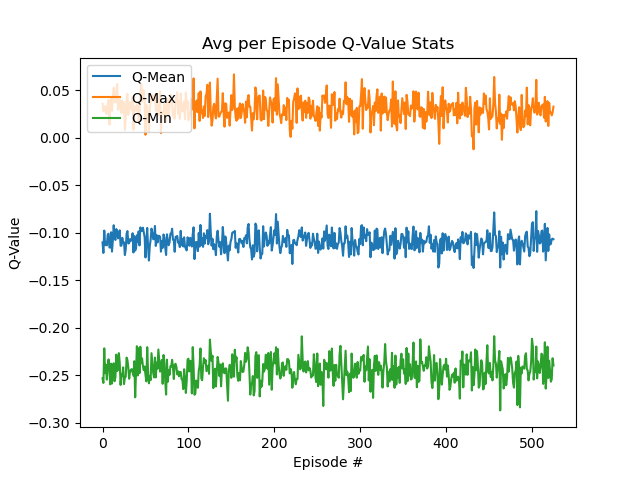 Avg per Episode Q-Value Stats
Q-Mean
Q-Max
Q-Min
0.05
0.00
−0.05
−0.10
−0.15
−0.20
−0.25
−0.30
Q-Value
0 100 200 300 400 500
Episode #